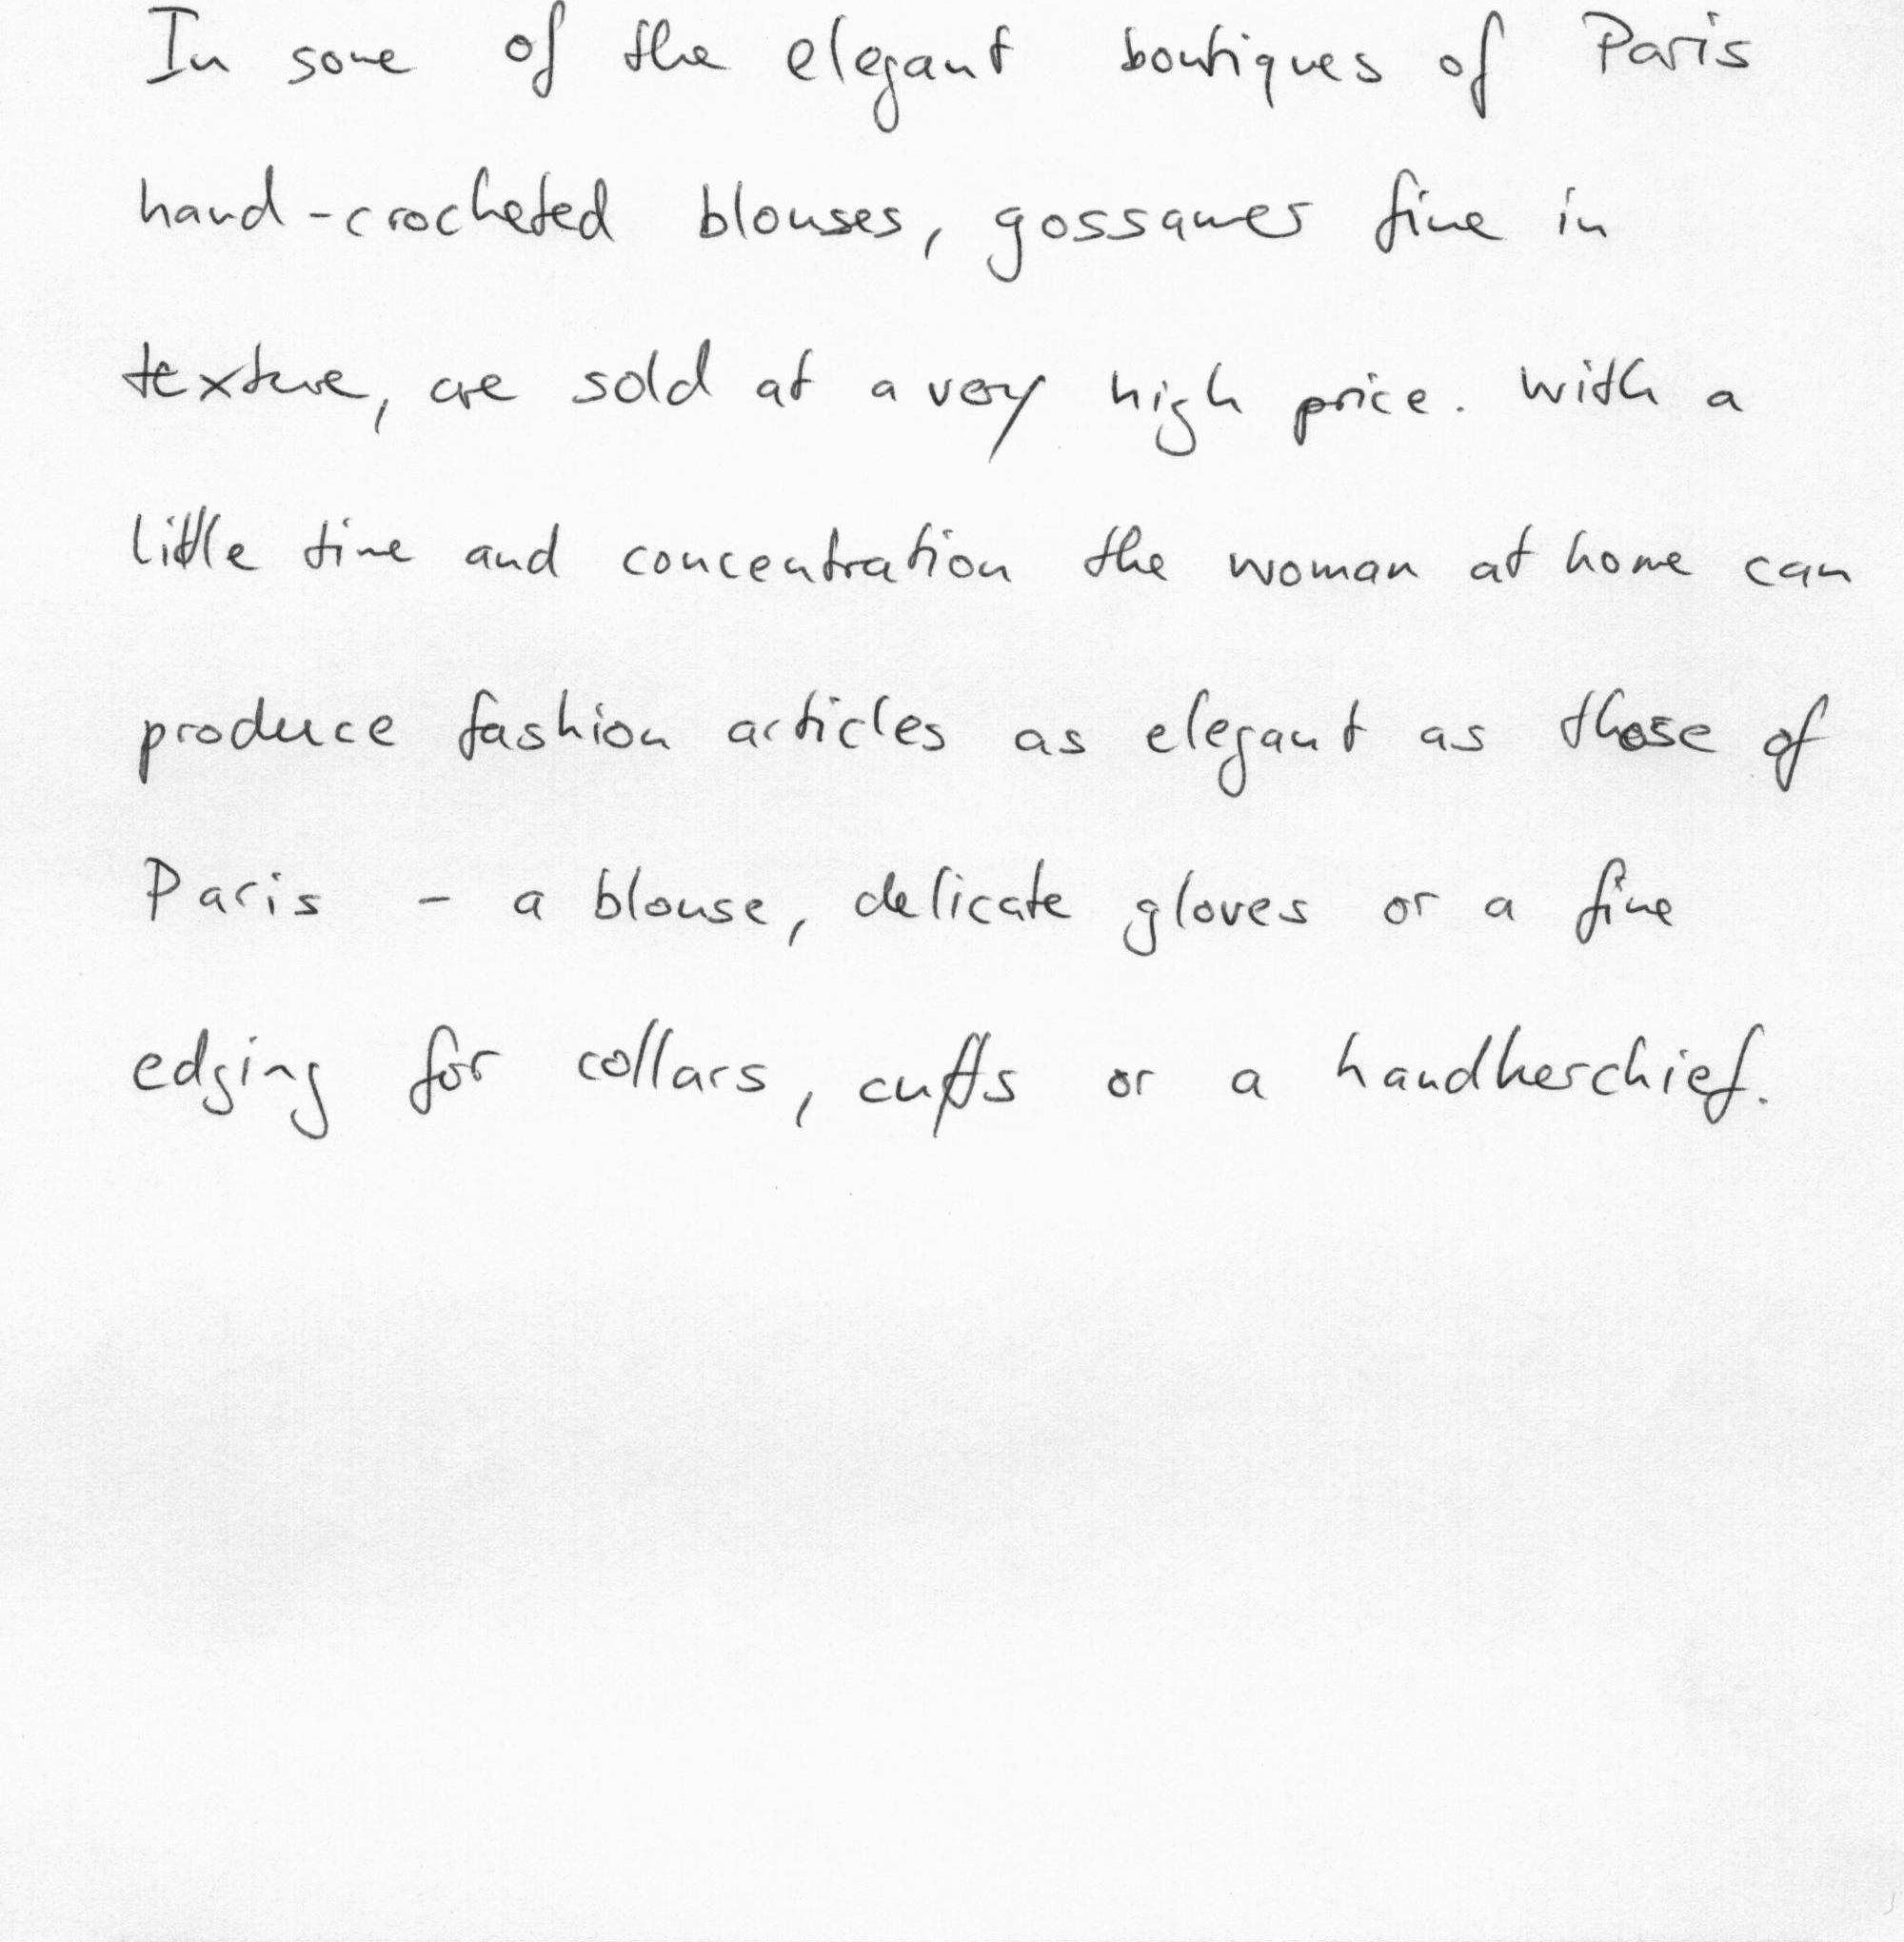 In some of the elegant boutiques of Paris
hand-crocheted blouses, gossamer fine in
texture, are sold at a very high price. With a
little time and concentration the woman at home can
produce fashion articles as elegant as those of
Paris - a blouse, delicate gloves or a fine
edging for collars, cuffs or a handkerchief.